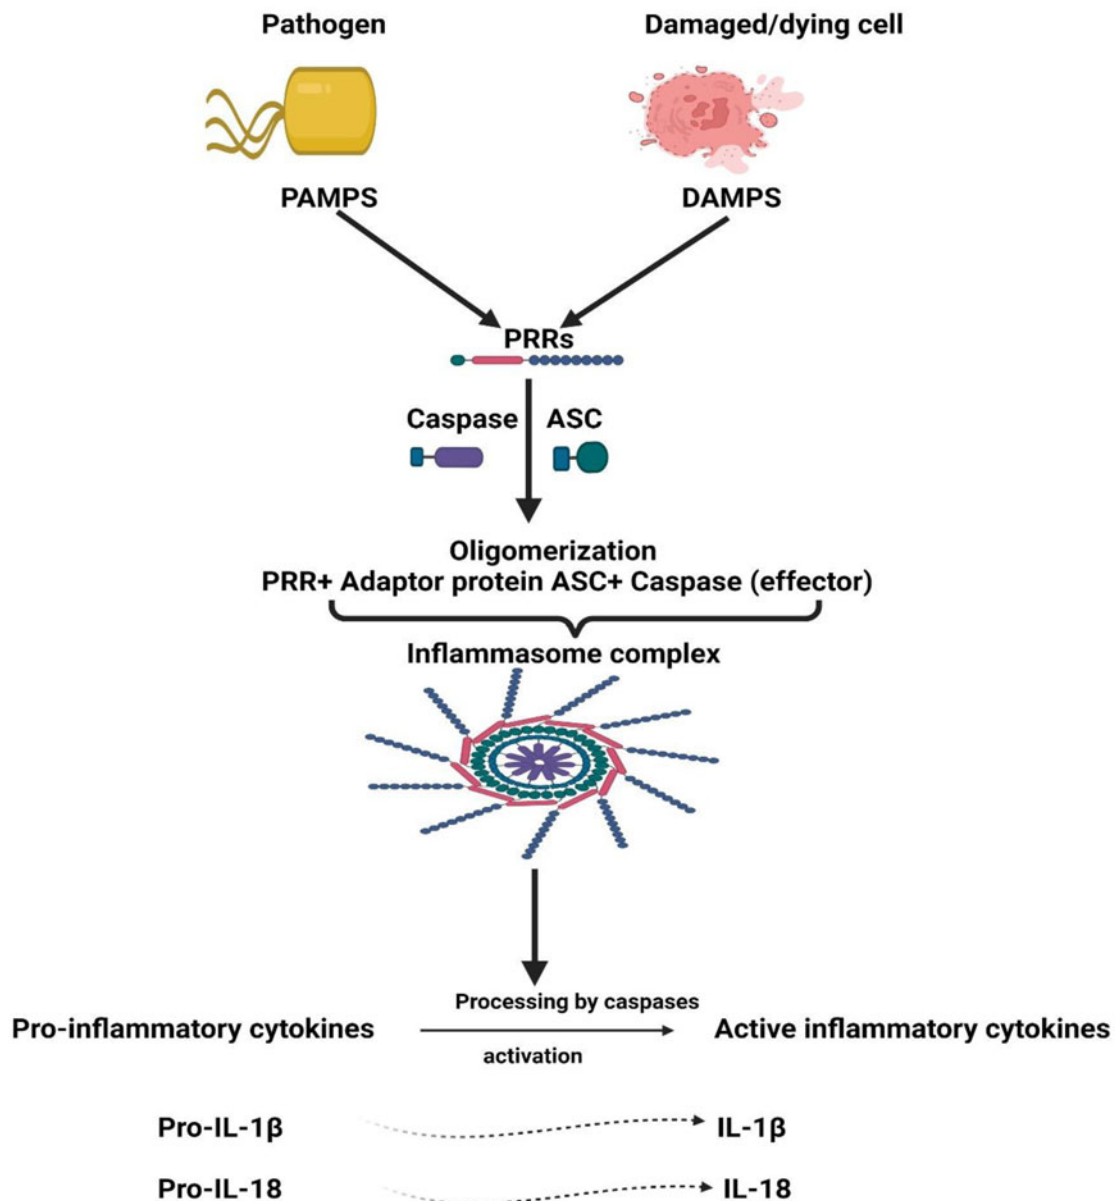 Pathogen
Damaged/dying cell
PAMPS
DAMPS
PRRs
Caspase
ASC
Oligomerization
PRR+ Adaptor protein ASC+ Caspase (effector)
Inflammasome complex
Processing by caspases
Pro-inflammatory cytokines
Active inflammatory cytokines
activation
Pro-IL-1β
IL-1β
Pro-IL-18
IL-18